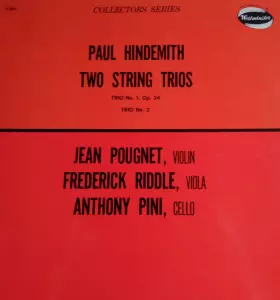 COLLECTORS SERIES
Westminster
PAUL HINDEMITH
TWO STRING TRIOS
TRIO No. 1, Op. 34
TRIO No. 2
JEAN POUGNET, VIOLIN
FREDERICK RIDDLE, VIOLA
ANTHONY PINI, CELLO